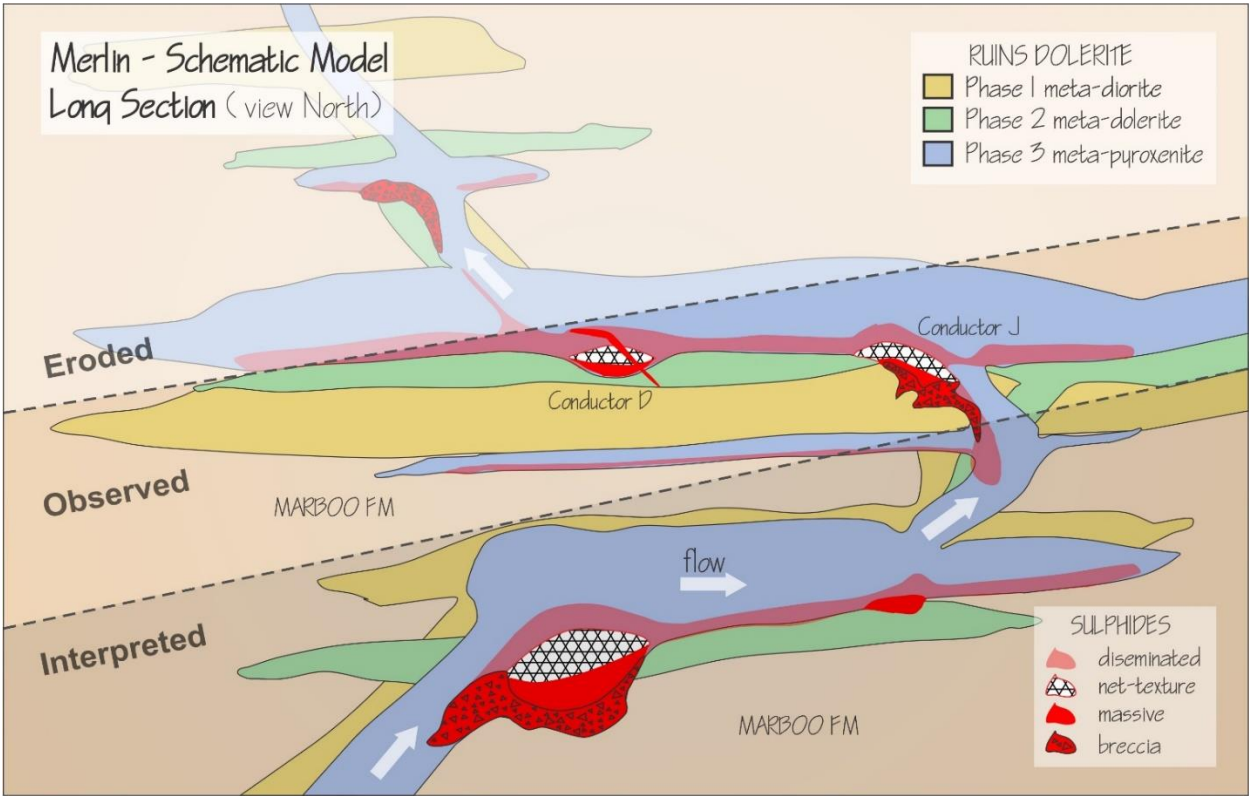 Merlin - Schematic Model
Long Section (view North)
RUINS DOLERITE
Phase 1 meta-diorite
Phase 2 meta-dolerite
Phase 3 meta-pyroxenite
Eroded
Conductor J
Conductor D
Observed
MARBOO FM
flow
Interpreted
MARBOO FM
SULPHIDES
diseminated
net-texture
massive
breccia